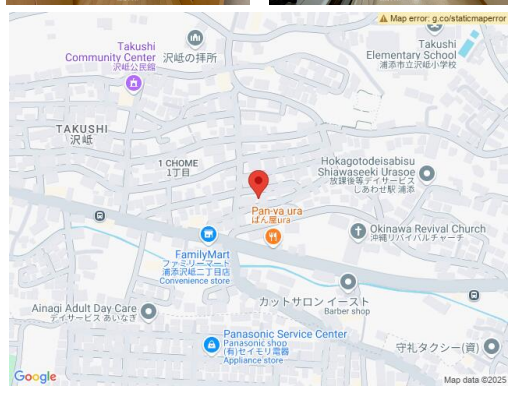 Map error: g.co/staticmaperror
Takushi
Community Center
沢岻公民館
沢岻の拝所
Takushi
Elementary School
浦添市立沢岻小学校
TAKUSHI
沢岻
1 CHOME
1丁目
Hokagotodeisabisu
Shiawaseeki Urasoe
放課後等デイサービス
しあわせ駅 浦添
Pan-ya ura
ぱん屋ura
Okinawa Revival Church
沖縄リバイバルチャーチ
FamilyMart
ファミリーマート
浦添沢岻二丁目店
Convenience store
カットサロン イースト
Barber shop
Ainagi Adult Day Care
デイサービス あいなぎ
Panasonic Service Center
Panasonic shop
(有)セイモリ電器
Appliance store
守礼タクシー(資)
Google
Map data ©2025